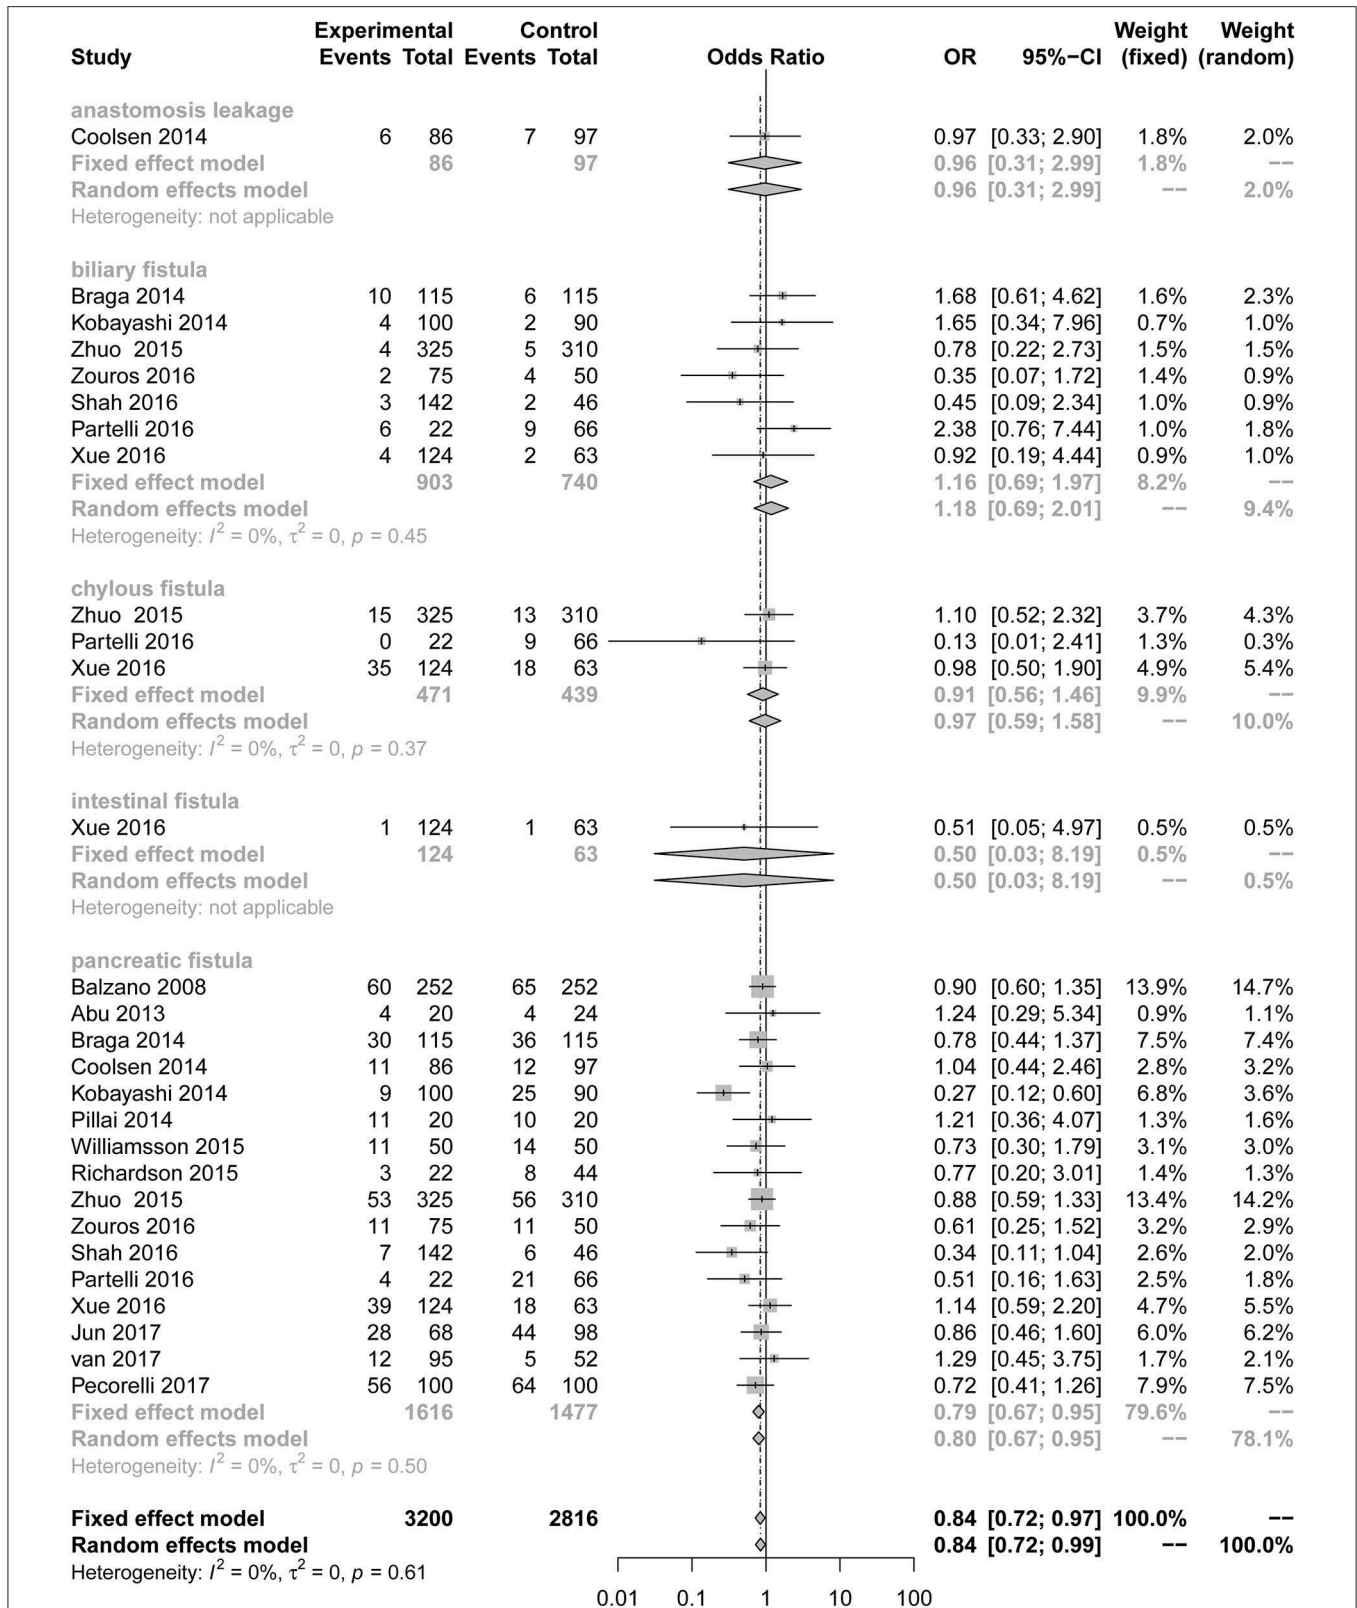 Experimental Control Weight Weight
Study Events Total Events Total Odds Ratio OR 95%−CI (fixed) (random)
anastomosis leakage
Coolsen 2014 6 86 7 97 0.97 [0.33; 2.90] 1.8% 2.0%
Fixed effect model 86 97 0.96 [0.31; 2.99] 1.8% −−
Random effects model 0.96 [0.31; 2.99] −− 2.0%
Heterogeneity: not applicable
biliary fistula
Braga 2014 10 115 6 115 1.68 [0.61; 4.62] 1.6% 2.3%
Kobayashi 2014 4 100 2 90 1.65 [0.34; 7.96] 0.7% 1.0%
Zhuo 2015 4 325 5 310 0.78 [0.22; 2.73] 1.5% 1.5%
Zouros 2016 2 75 4 50 0.35 [0.07; 1.72] 1.4% 0.9%
Shah 2016 3 142 2 46 0.45 [0.09; 2.34] 1.0% 0.9%
Partelli 2016 6 22 9 66 2.38 [0.76; 7.44] 1.0% 1.8%
Xue 2016 4 124 2 63 0.92 [0.19; 4.44] 0.9% 1.0%
Fixed effect model 903 740 1.16 [0.69; 1.97] 8.2% −−
Random effects model 1.18 [0.69; 2.01] −− 9.4%
Heterogeneity: I² = 0%, τ² = 0, p = 0.45
chylous fistula
Zhuo 2015 15 325 13 310 1.10 [0.52; 2.32] 3.7% 4.3%
Partelli 2016 0 22 9 66 0.13 [0.01; 2.41] 1.3% 0.3%
Xue 2016 35 124 18 63 0.98 [0.50; 1.90] 4.9% 5.4%
Fixed effect model 471 439 0.91 [0.56; 1.46] 9.9% −−
Random effects model 0.97 [0.59; 1.58] −− 10.0%
Heterogeneity: I² = 0%, τ² = 0, p = 0.37
intestinal fistula
Xue 2016 1 124 1 63 0.51 [0.05; 4.97] 0.5% 0.5%
Fixed effect model 124 63 0.50 [0.03; 8.19] 0.5% −−
Random effects model 0.50 [0.03; 8.19] −− 0.5%
Heterogeneity: not applicable
pancreatic fistula
Balzano 2008 60 252 65 252 0.90 [0.60; 1.35] 13.9% 14.7%
Abu 2013 4 20 4 24 1.24 [0.29; 5.34] 0.9% 1.1%
Braga 2014 30 115 36 115 0.78 [0.44; 1.37] 7.5% 7.4%
Coolsen 2014 11 86 12 97 1.04 [0.44; 2.46] 2.8% 3.2%
Kobayashi 2014 9 100 25 90 0.27 [0.12; 0.60] 6.8% 3.6%
Pillai 2014 11 20 10 20 1.21 [0.36; 4.07] 1.3% 1.6%
Williamsson 2015 11 50 14 50 0.73 [0.30; 1.79] 3.1% 3.0%
Richardson 2015 3 22 8 44 0.77 [0.20; 3.01] 1.4% 1.3%
Zhuo 2015 53 325 56 310 0.88 [0.59; 1.33] 13.4% 14.2%
Zouros 2016 11 75 11 50 0.61 [0.25; 1.52] 3.2% 2.9%
Shah 2016 7 142 6 46 0.34 [0.11; 1.04] 2.6% 2.0%
Partelli 2016 4 22 21 66 0.51 [0.16; 1.63] 2.5% 1.8%
Xue 2016 39 124 18 63 1.14 [0.59; 2.20] 4.7% 5.5%
Jun 2017 28 68 44 98 0.86 [0.46; 1.60] 6.0% 6.2%
van 2017 12 95 5 52 1.29 [0.45; 3.75] 1.7% 2.1%
Pecorelli 2017 56 100 64 100 0.72 [0.41; 1.26] 7.9% 7.5%
Fixed effect model 1616 1477 0.79 [0.67; 0.95] 79.6% −−
Random effects model 0.80 [0.67; 0.95] −− 78.1%
Heterogeneity: I² = 0%, τ² = 0, p = 0.50
Fixed effect model 3200 2816 0.84 [0.72; 0.97] 100.0% −−
Random effects model 0.84 [0.72; 0.99] −− 100.0%
Heterogeneity: I² = 0%, τ² = 0, p = 0.61
0.01 0.1 1 10 100